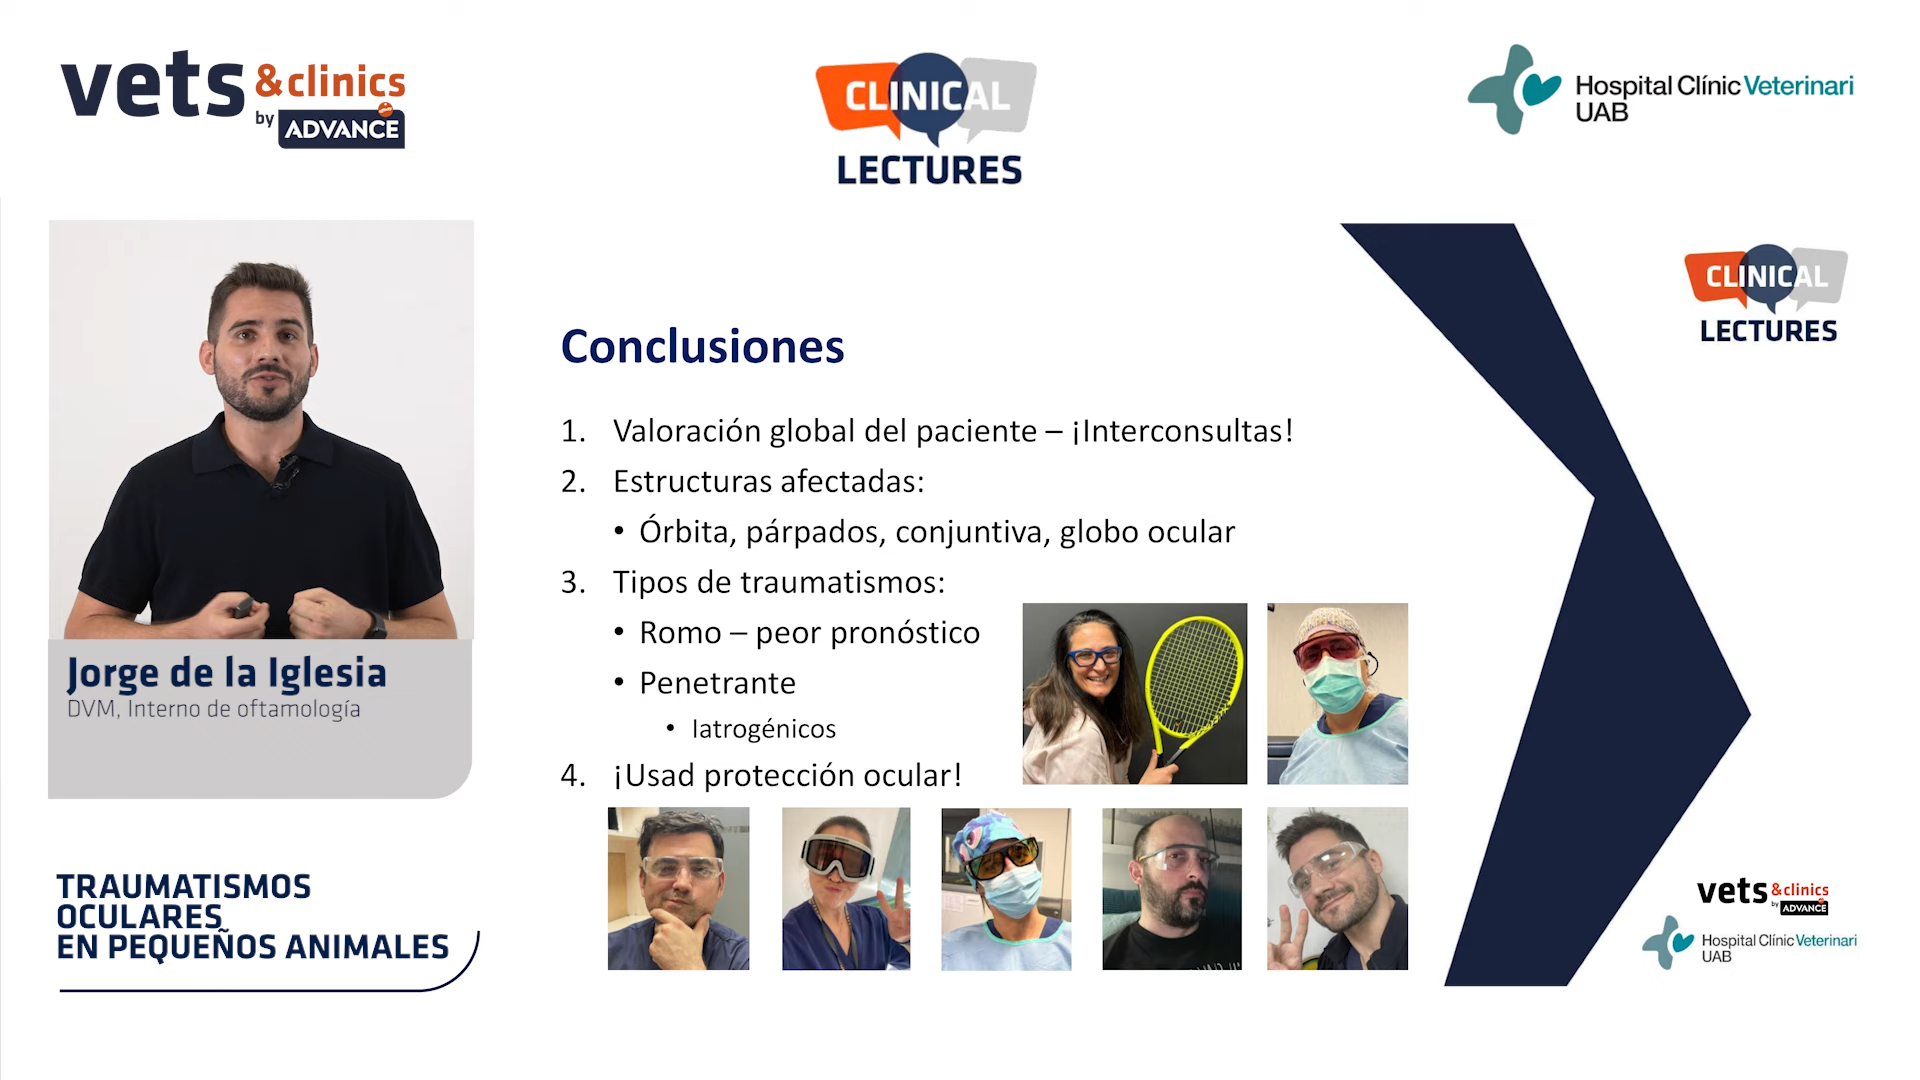 vets &clinics
by ADVANCE
CLINICAL
LECTURES
Hospital Clínic Veterinari
UAB
Jorge de la Iglesia
DVM, Interno de oftamología
TRAUMATISMOS
OCULARES
EN PEQUEÑOS ANIMALES
Conclusiones
1. Valoración global del paciente – ¡Interconsultas!
2. Estructuras afectadas:
• Órbita, párpados, conjuntiva, globo ocular
3. Tipos de traumatismos:
• Romo – peor pronóstico
• Penetrante
• Iatrogénicos
4. ¡Usad protección ocular!
CLINICAL
LECTURES
vets &clinics
by ADVANCE
Hospital Clínic Veterinari
UAB